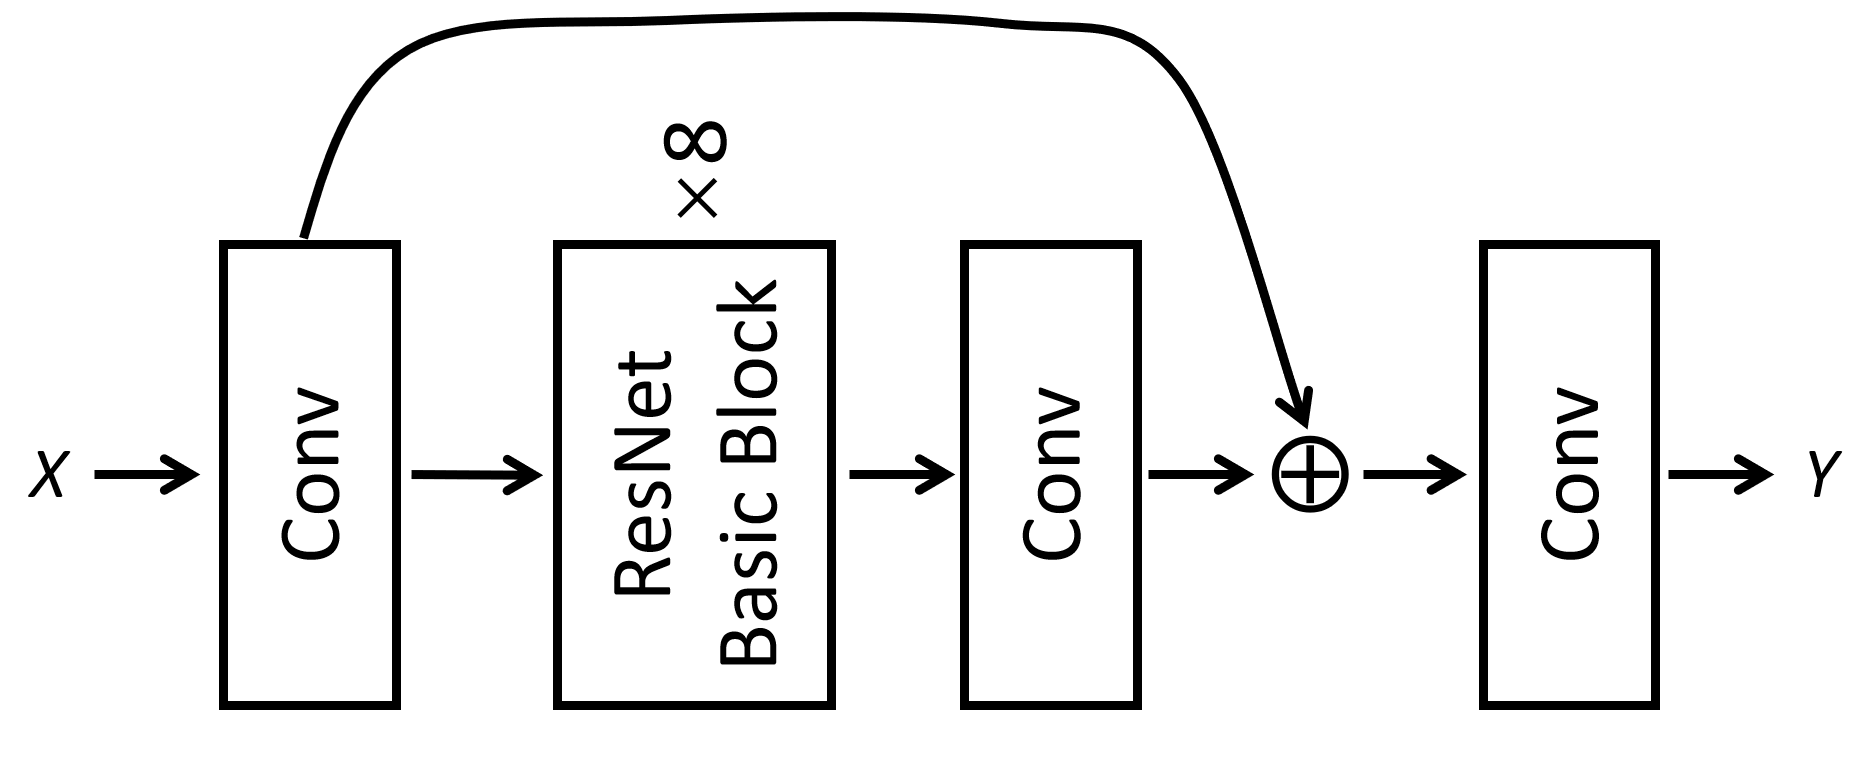 X
Conv
×8
ResNet
Basic Block
Conv
Conv
Y